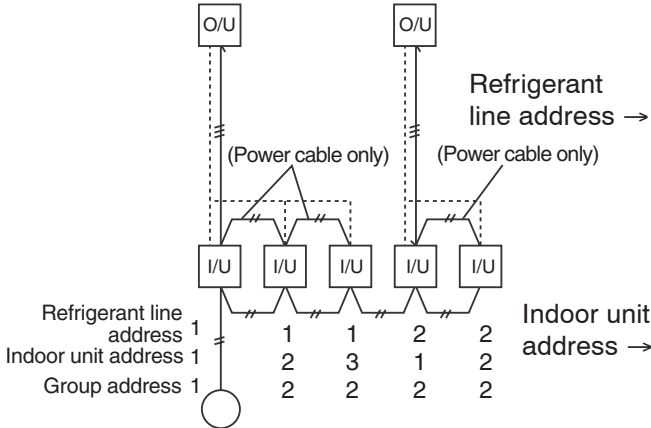 O/U O/U
Refrigerant
line address →
(Power cable only) (Power cable only)
I/U I/U I/U I/U I/U
Refrigerant line
address 1 1 1 2 2
Indoor unit address 1 2 3 1 2
Group address 1 2 2 2 2
Indoor unit
address →